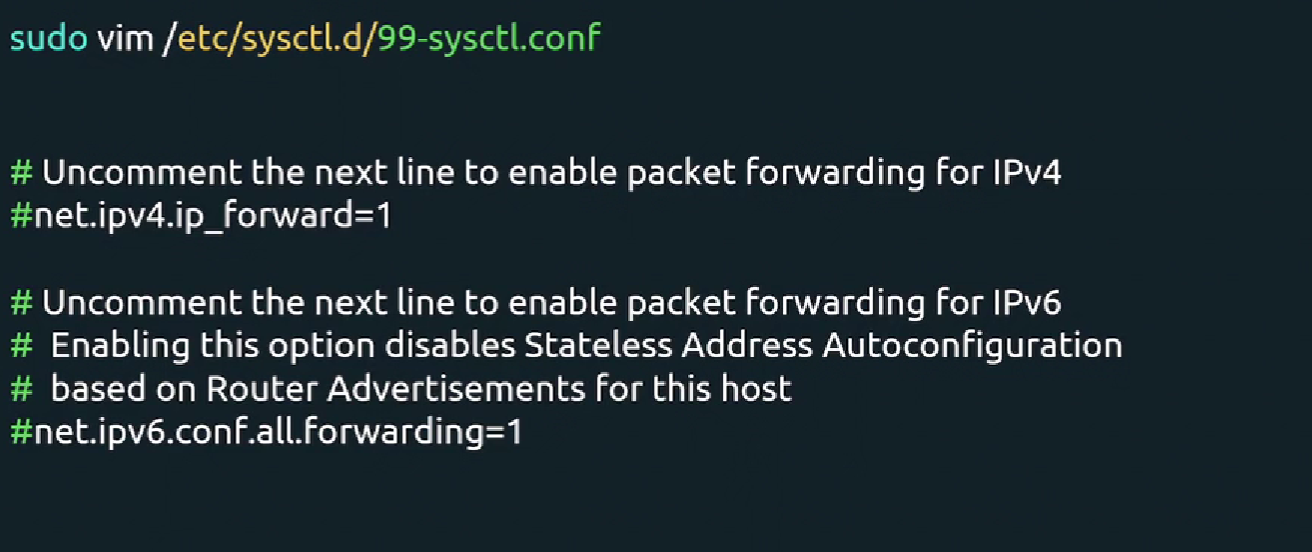 sudo vim /etc/sysctl.d/99-sysctl.conf
# Uncomment the next line to enable packet forwarding for IPv4
#net.ipv4.ip_forward=1
# Uncomment the next line to enable packet forwarding for IPv6
#  Enabling this option disables Stateless Address Autoconfiguration
#  based on Router Advertisements for this host
#net.ipv6.conf.all.forwarding=1